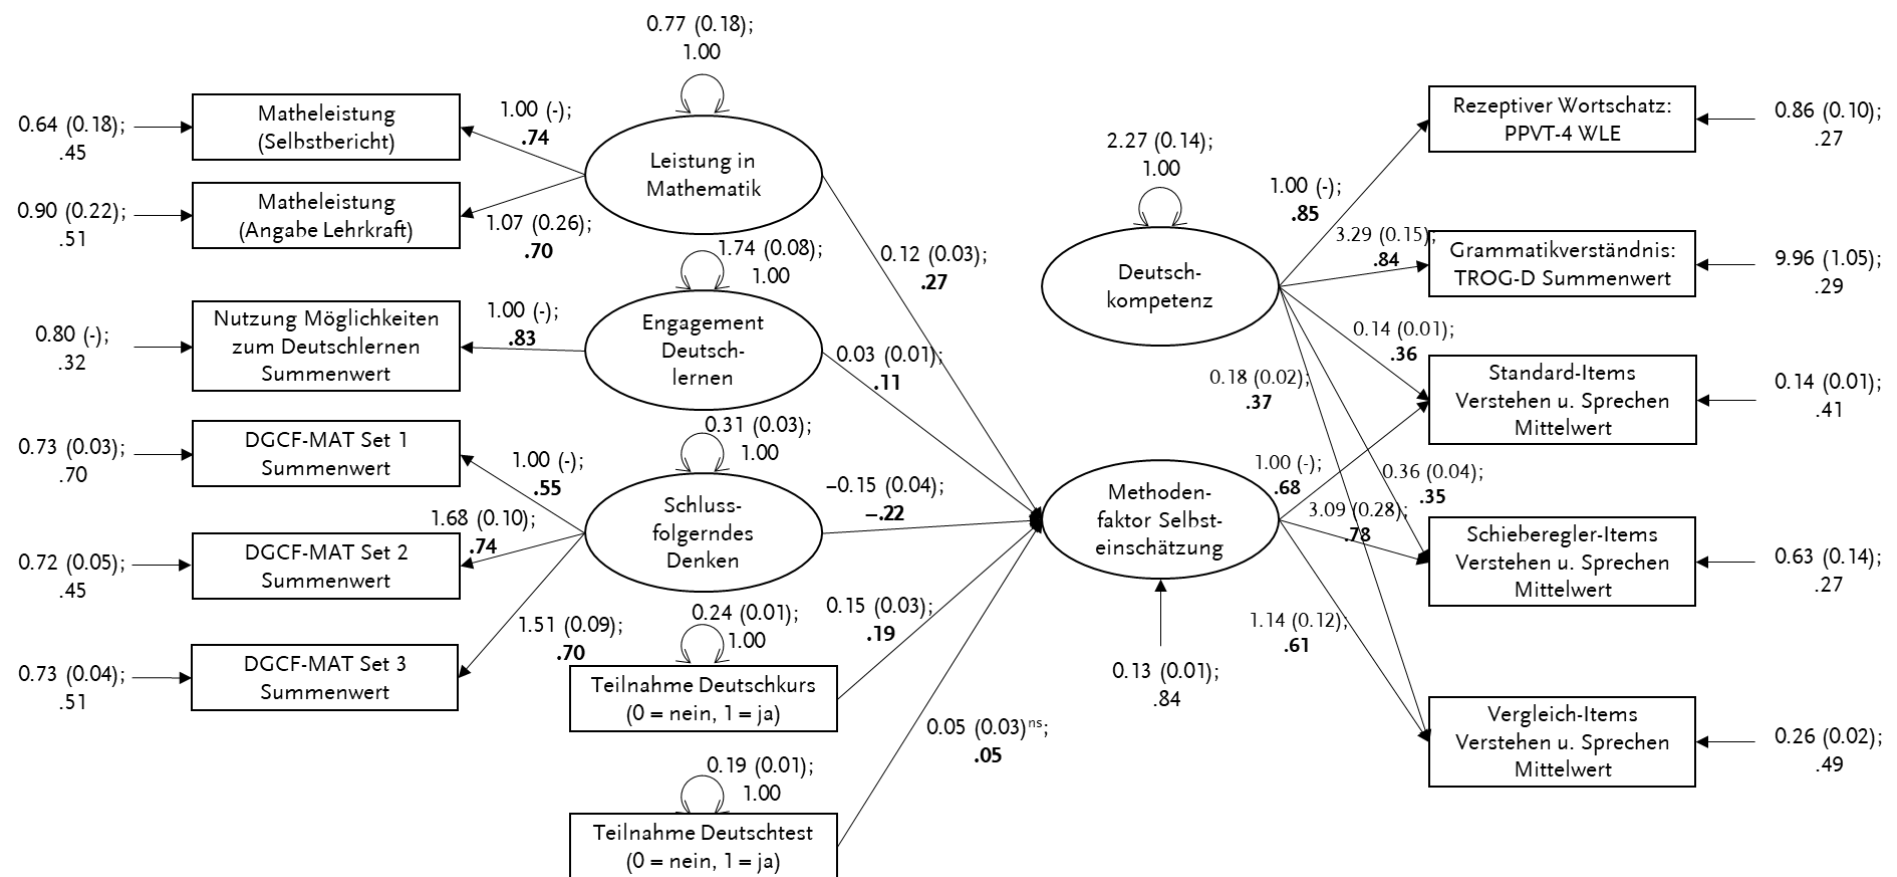 0.77 (0.18);
1.00
0.64 (0.18);
.45
Matheleistung
(Selbstbericht)
1.00 (-);
.74
Leistung in
Mathematik
0.90 (0.22);
.51
Matheleistung
(Angabe Lehrkraft)
1.07 (0.26);
.70
0.12 (0.03);
.27
1.74 (0.08);
1.00
0.80 (-);
.32
Nutzung Möglichkeiten
zum Deutschlernen
Summenwert
1.00 (-);
.83
Engagement
Deutsch-
lernen
0.03 (0.01);
.11
0.31 (0.03);
1.00
0.73 (0.03);
.70
DGCF-MAT Set 1
Summenwert
1.00 (-);
.55
Schluss-
folgerndes
Denken
–0.15 (0.04);
–.22
0.72 (0.05);
.45
DGCF-MAT Set 2
Summenwert
1.68 (0.10);
.74
0.73 (0.04);
.51
DGCF-MAT Set 3
Summenwert
1.51 (0.09);
.70
0.24 (0.01);
1.00
Teilnahme Deutschkurs
(0 = nein, 1 = ja)
0.15 (0.03);
.19
0.19 (0.01);
1.00
Teilnahme Deutschtest
(0 = nein, 1 = ja)
0.05 (0.03)ns;
.05
2.27 (0.14);
1.00
Deutsch-
kompetenz
1.00 (-);
.85
Rezeptiver Wortschatz:
PPVT-4 WLE
0.86 (0.10);
.27
3.29 (0.15);
.84
Grammatikverständnis:
TROG-D Summenwert
9.96 (1.05);
.29
0.14 (0.01);
.36
0.18 (0.02);
.37
Standard-Items
Verstehen u. Sprechen
Mittelwert
0.14 (0.01);
.41
Methoden-
faktor Selbst-
einschätzung
0.13 (0.01);
.84
1.00 (-);
.68
0.36 (0.04);
.35
3.09 (0.28);
.78
Schieberegler-Items
Verstehen u. Sprechen
Mittelwert
0.63 (0.14);
.27
1.14 (0.12);
.61
Vergleich-Items
Verstehen u. Sprechen
Mittelwert
0.26 (0.02);
.49